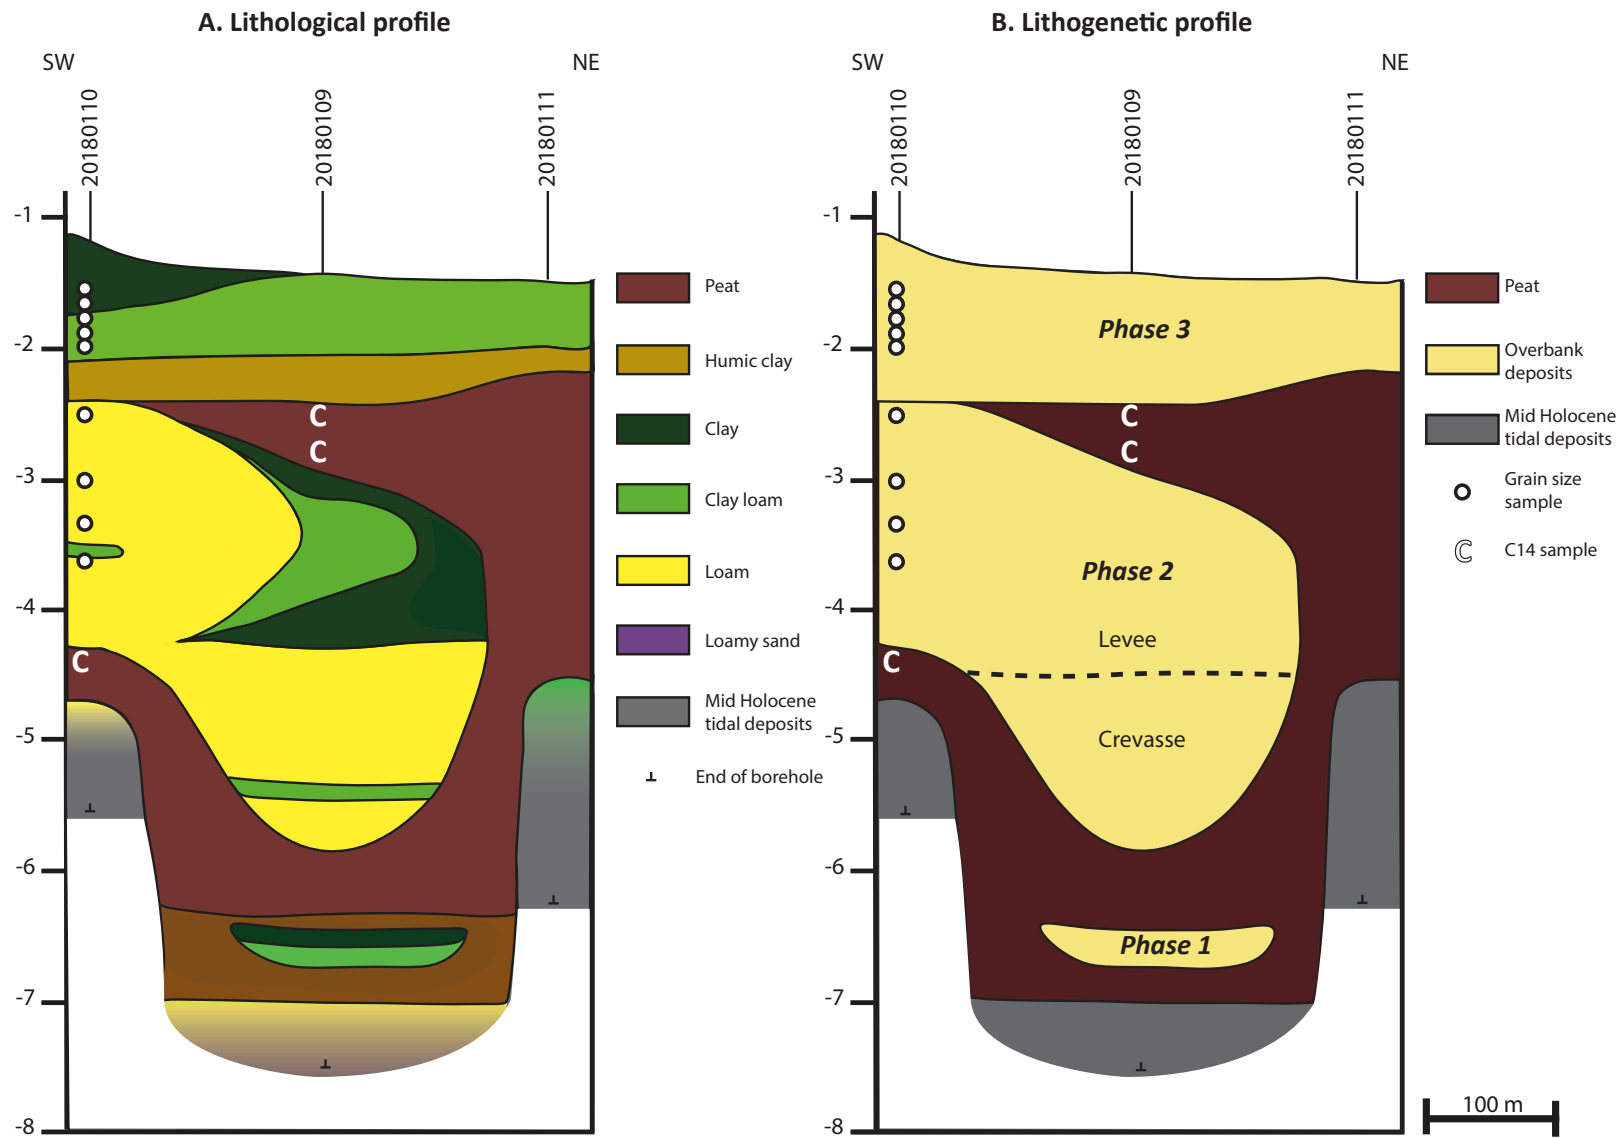 A. Lithological profile
SW
NE
20180110
20180109
20180111
-1
-2
-3
-4
-5
-6
-7
-8
C
C
C
Peat
Humic clay
Clay
Clay loam
Loam
Loamy sand
Mid Holocene
tidal deposits
End of borehole
B. Lithogenetic profile
SW
NE
20180110
20180109
20180111
-1
-2
-3
-4
-5
-6
-7
-8
Phase 3
C
C
Phase 2
Levee
C
Crevasse
Phase 1
Peat
Overbank
deposits
Mid Holocene
tidal deposits
Grain size
sample
C C14 sample
100 m